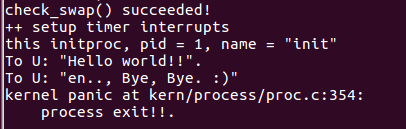 check_swap() succeeded!
++ setup timer interrupts
this initproc, pid = 1, name = "init"
To U: "Hello world!!".
To U: "en.., Bye, Bye. :)"
kernel panic at kern/process/proc.c:354:
    process exit!!.